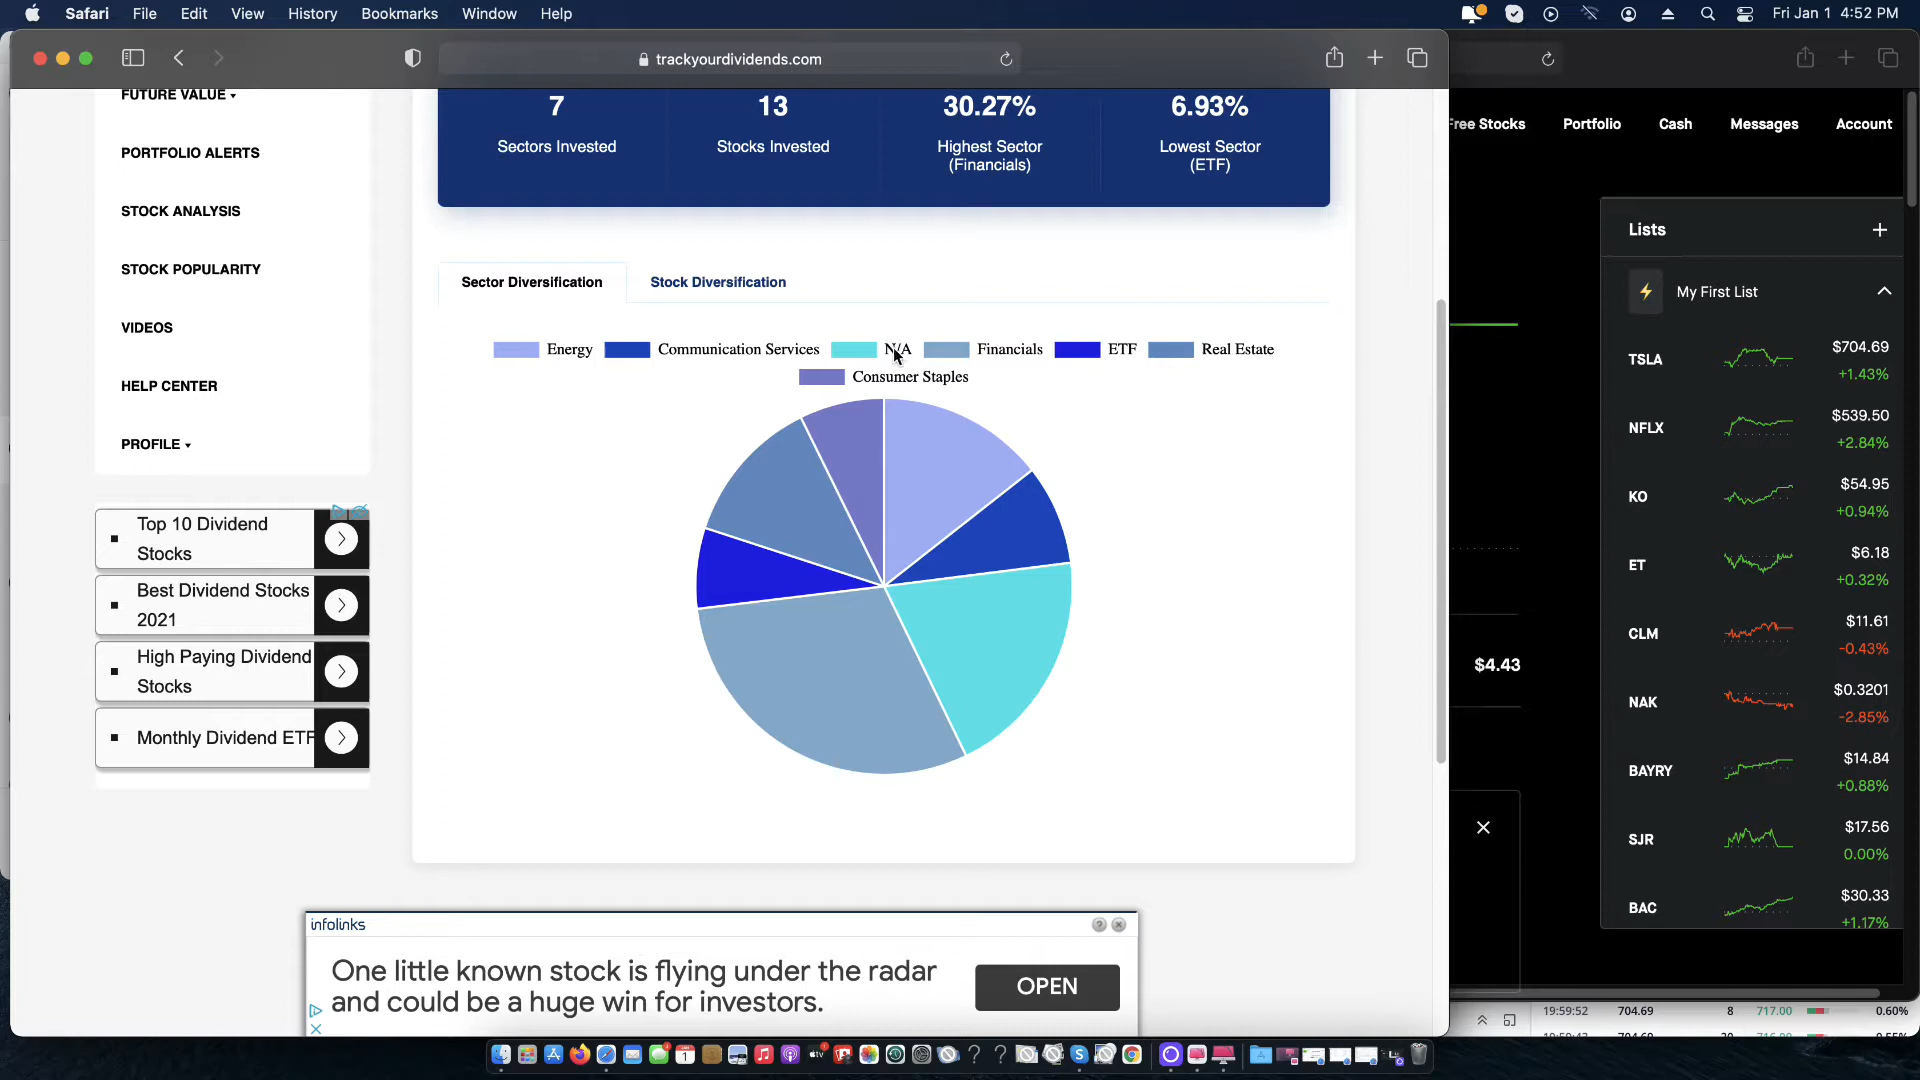 Safari File Edit View History Bookmarks Window Help
Fri Jan 1 4:52 PM
trackyourdividends.com
FUTURE VALUE
PORTFOLIO ALERTS
STOCK ANALYSIS
STOCK POPULARITY
VIDEOS
HELP CENTER
PROFILE
Top 10 Dividend
Stocks
Best Dividend Stocks
2021
High Paying Dividend
Stocks
Monthly Dividend ETF
7 13 30.27% 6.93%
Sectors Invested Stocks Invested Highest Sector Lowest Sector
(Financials) (ETF)
Sector Diversification Stock Diversification
Energy Communication Services N/A Financials ETF Real Estate
Consumer Staples
infolinks
One little known stock is flying under the radar
and could be a huge win for investors.
OPEN
Free Stocks Portfolio Cash Messages Account
Lists
My First List
TSLA $704.69
+1.43%
NFLX $539.50
+2.84%
KO $54.95
+0.94%
ET $6.18
+0.32%
CLM $11.61
-0.43%
NAK $0.3201
-2.85%
BAYRY $14.84
+0.88%
SJR $17.56
0.00%
BAC $30.33
+1.17%
$4.43
19:59:52 704.69 8 717.00 0.60%